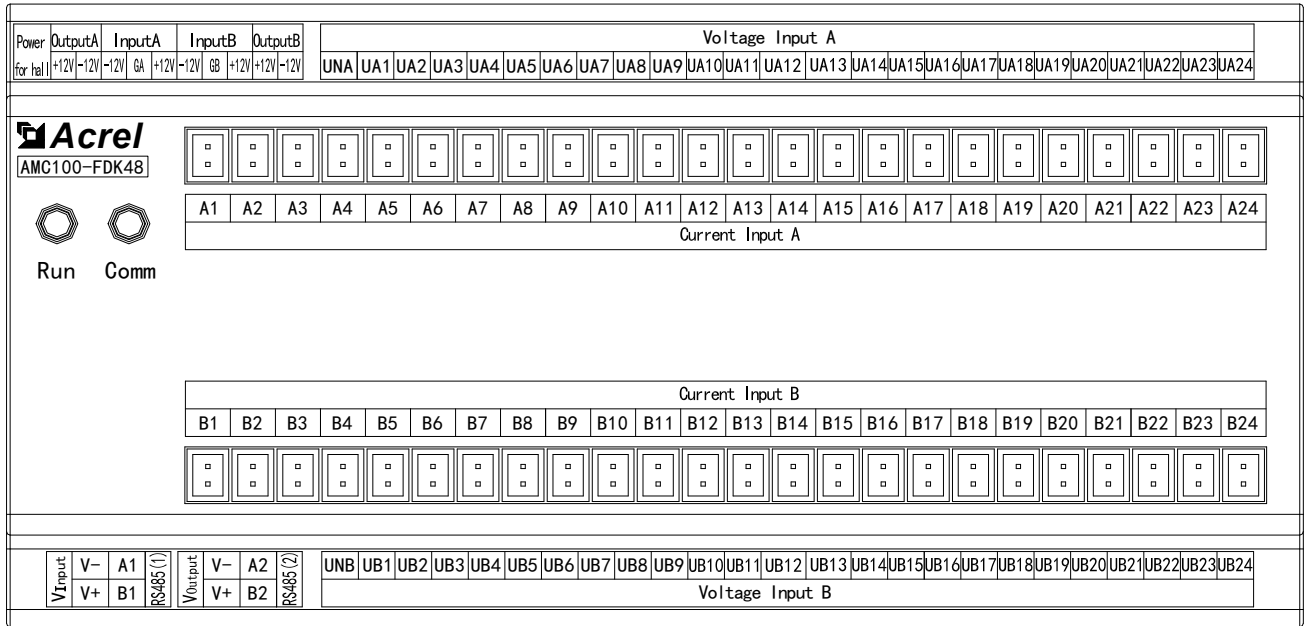 Power OutputA InputA InputB OutputB Voltage Input A
for hall +12V -12V -12V GA +12V -12V GB +12V +12V -12V UNA UA1 UA2 UA3 UA4 UA5 UA6 UA7 UA8 UA9 UA10 UA11 UA12 UA13 UA14 UA15 UA16 UA17 UA18 UA19 UA20 UA21 UA22 UA23 UA24
Acrel
AMC100-FDK48
A1 A2 A3 A4 A5 A6 A7 A8 A9 A10 A11 A12 A13 A14 A15 A16 A17 A18 A19 A20 A21 A22 A23 A24
Current Input A
Run Comm
Current Input B
B1 B2 B3 B4 B5 B6 B7 B8 B9 B10 B11 B12 B13 B14 B15 B16 B17 B18 B19 B20 B21 B22 B23 B24
VInput V- A1 RS485(1) VOutput V- A2 RS485(2) UNB UB1 UB2 UB3 UB4 UB5 UB6 UB7 UB8 UB9 UB10 UB11 UB12 UB13 UB14 UB15 UB16 UB17 UB18 UB19 UB20 UB21 UB22 UB23 UB24
V+ B1 V+ B2 Voltage Input B